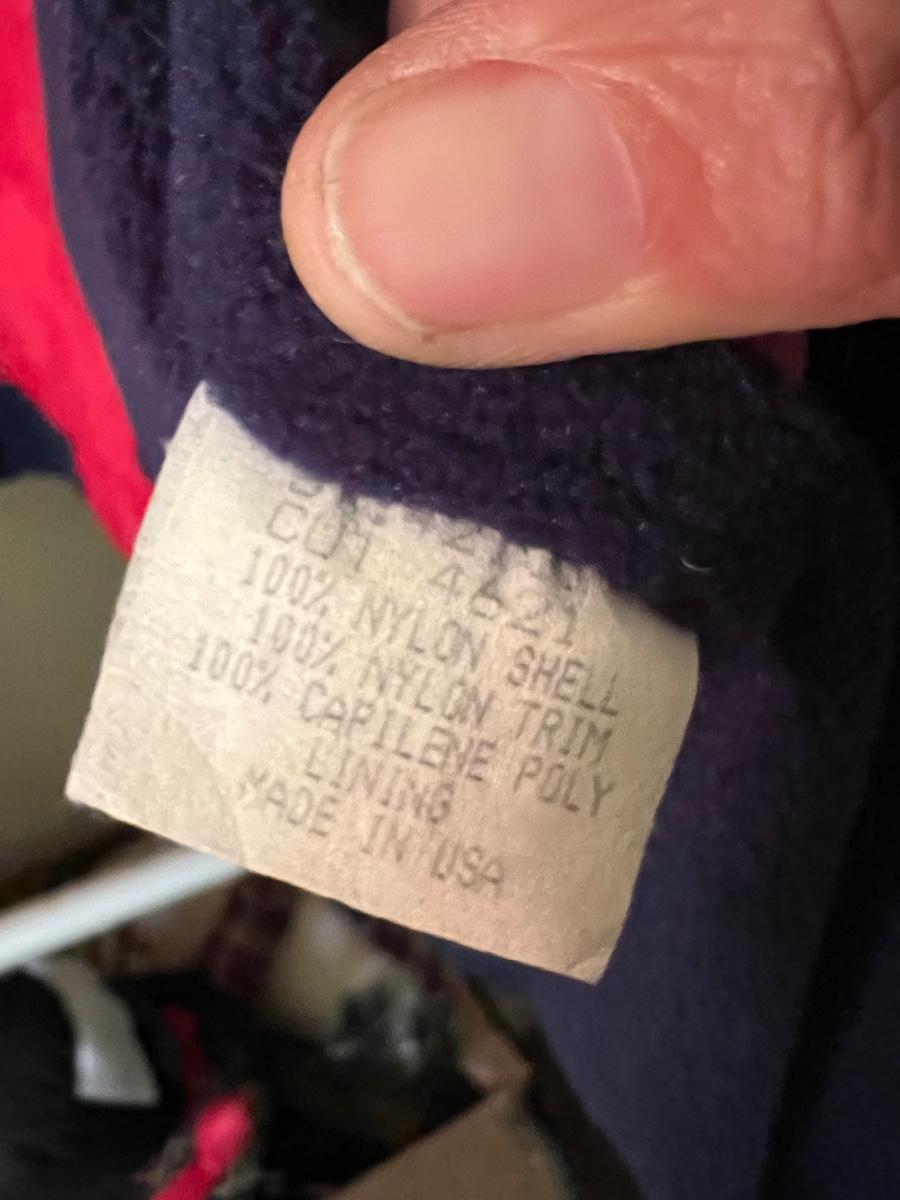 CUT 4621
100% NYLON SHELL
100% NYLON TRIM
100% CAPILENE POLY
LINING
MADE IN USA